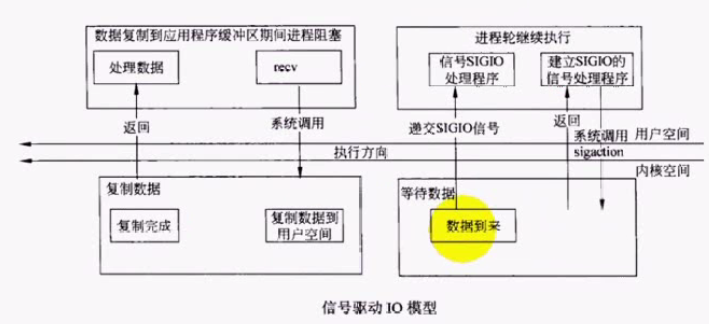 数据复制到应用程序缓冲区期间进程阻塞
处理数据
recv
进程轮继续执行
信号SIGIO
处理程序
建立SIGIO的
信号处理程序
返回
系统调用
递交SIGIO信号
返回
系统调用
sigaction
用户空间
执行方向
内核空间
复制数据
复制完成
复制数据到
用户空间
等待数据
数据到来
信号驱动IO 模型